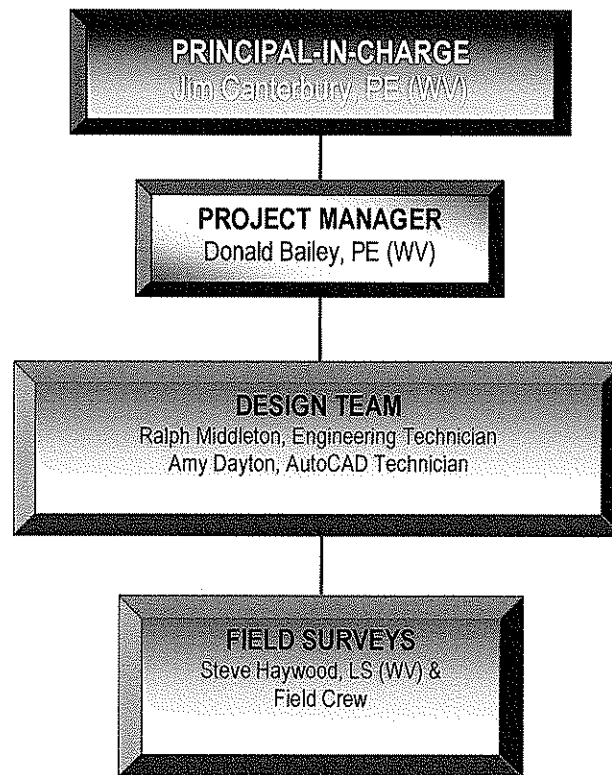 PRINCIPAL-IN-CHARGE
Jim Canterbury, PE (WV)
PROJECT MANAGER
Donald Bailey, PE (WV)
DESIGN TEAM
Ralph Middleton, Engineering Technician
Amy Dayton, AutoCAD Technician
FIELD SURVEYS
Steve Haywood, LS (WV) &
Field Crew